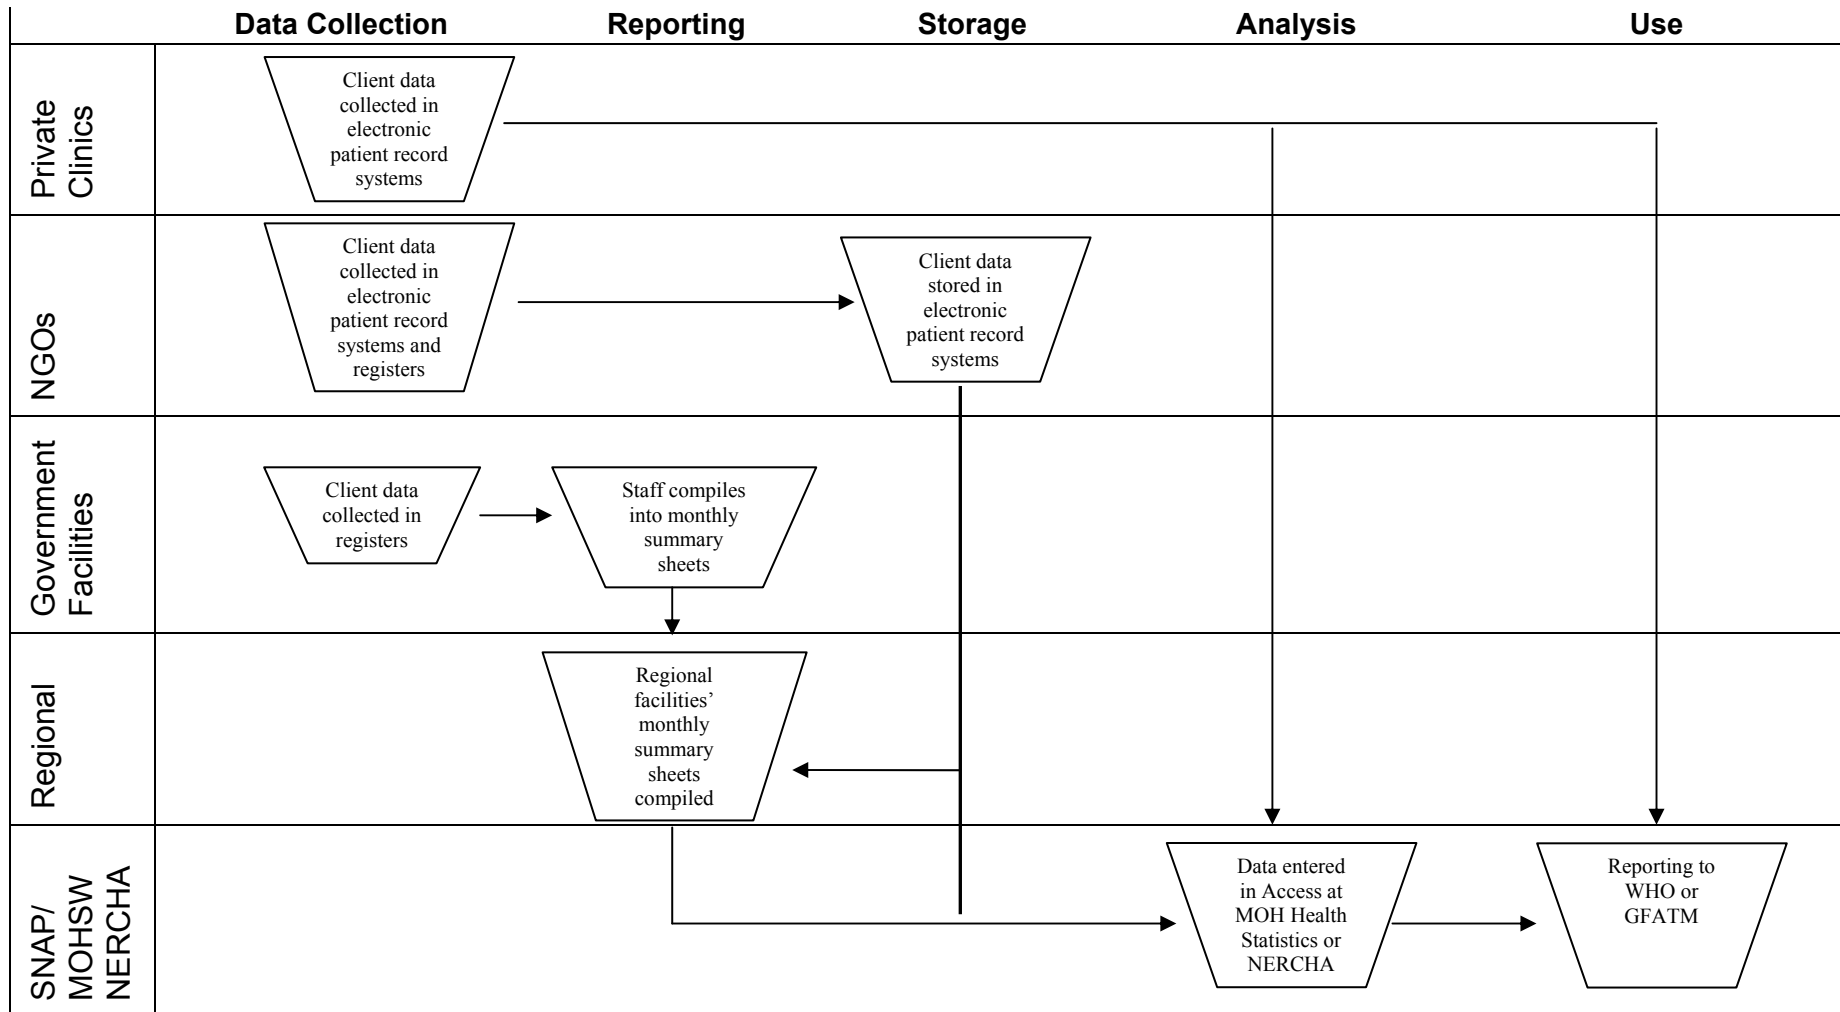 Data Collection
Reporting
Storage
Analysis
Use
Private
Clinics
Client data
collected in
electronic
patient record
systems
NGOs
Client data
collected in
electronic
patient record
systems and
registers
Client data
stored in
electronic
patient record
systems
Government
Facilities
Client data
collected in
registers
Staff compiles
into monthly
summary
sheets
Regional
Regional
facilities’
monthly
summary
sheets
compiled
SNAP/
MOHSW
NERCHA
Data entered
in Access at
MOH Health
Statistics or
NERCHA
Reporting to
WHO or
GFATM